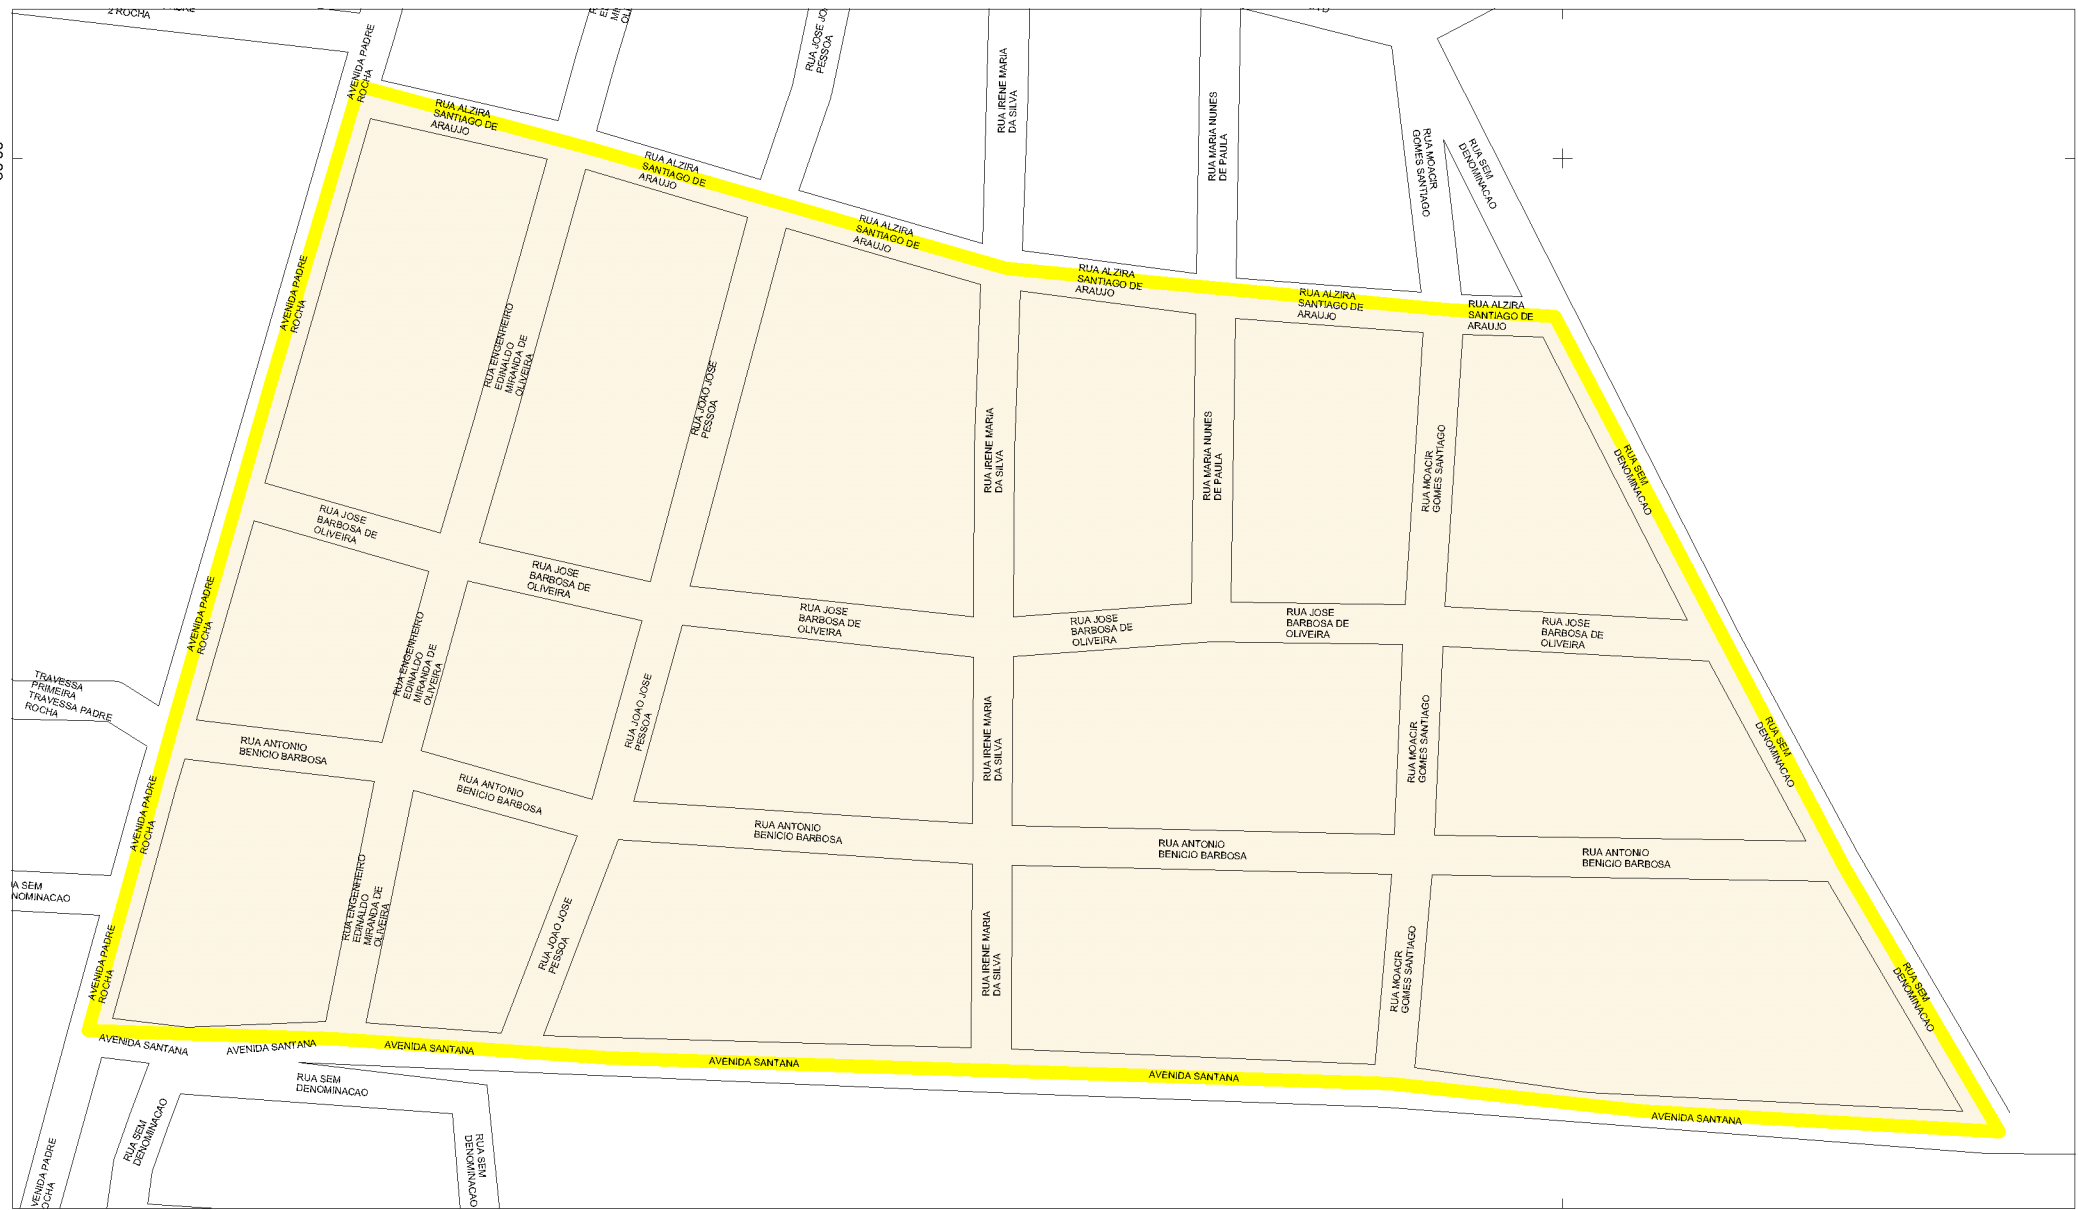 2 ROCHA
AVENIDA PADRE
ROCHA
RUA JOSE JO
PESSOA
RUA IRENE MARIA
DA SILVA
RUA MARIA NUNES
DE PAULA
RUA MOACIR
GOMES SANTIAGO
RUA SEM
DENOMINACAO
RUA ALZIRA
SANTIAGO DE
ARAUJO
RUA ALZIRA
SANTIAGO DE
ARAUJO
RUA ALZIRA
SANTIAGO DE
ARAUJO
RUA ALZIRA
SANTIAGO DE
ARAUJO
RUA ALZIRA
SANTIAGO DE
ARAUJO
RUA ALZIRA
SANTIAGO DE
ARAUJO
AVENIDA PADRE
ROCHA
RUA ENGENHEIRO
EDINALDO
MIRANDA DE
OLIVEIRA
RUA JOAO JOSE
PESSOA
RUA IRENE MARIA
DA SILVA
RUA MARIA NUNES
DE PAULA
RUA MOACIR
GOMES SANTIAGO
RUA SEM
DENOMINACAO
RUA JOSE
BARBOSA DE
OLIVEIRA
RUA JOSE
BARBOSA DE
OLIVEIRA
RUA JOSE
BARBOSA DE
OLIVEIRA
RUA JOSE
BARBOSA DE
OLIVEIRA
RUA JOSE
BARBOSA DE
OLIVEIRA
RUA JOSE
BARBOSA DE
OLIVEIRA
AVENIDA PADRE
ROCHA
RUA ENGENHEIRO
EDINALDO
MIRANDA DE
OLIVEIRA
RUA JOAO JOSE
PESSOA
RUA IRENE MARIA
DA SILVA
RUA MOACIR
GOMES SANTIAGO
RUA SEM
DENOMINACAO
TRAVESSA
PRIMEIRA
TRAVESSA PADRE
ROCHA
RUA ANTONIO
BENICIO BARBOSA
RUA ANTONIO
BENICIO BARBOSA
RUA ANTONIO
BENICIO BARBOSA
RUA ANTONIO
BENICIO BARBOSA
RUA ANTONIO
BENICIO BARBOSA
AVENIDA PADRE
ROCHA
A SEM
NOMINACAO
AVENIDA PADRE
ROCHA
RUA ENGENHEIRO
EDINALDO
MIRANDA DE
OLIVEIRA
RUA JOAO JOSE
PESSOA
RUA IRENE MARIA
DA SILVA
RUA MOACIR
GOMES SANTIAGO
RUA SEM
DENOMINACAO
AVENIDA SANTANA
AVENIDA SANTANA
AVENIDA SANTANA
AVENIDA SANTANA
AVENIDA SANTANA
AVENIDA SANTANA
RUA SEM
DENOMINACAO
RUA SEM
DENOMINACAO
RUA SEM
DENOMINACAO
VENIDA PADRE
OCHA